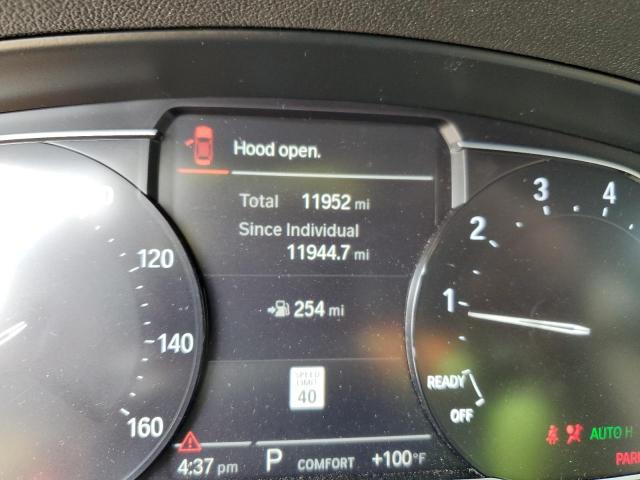 Hood open.
Total 11952 mi
Since Individual
11944.7 mi
254 mi
SPEED
LIMIT
40
120
140
160
4:37 pm P COMFORT +100°F
4
3
2
1
READY
OFF
AUTO H